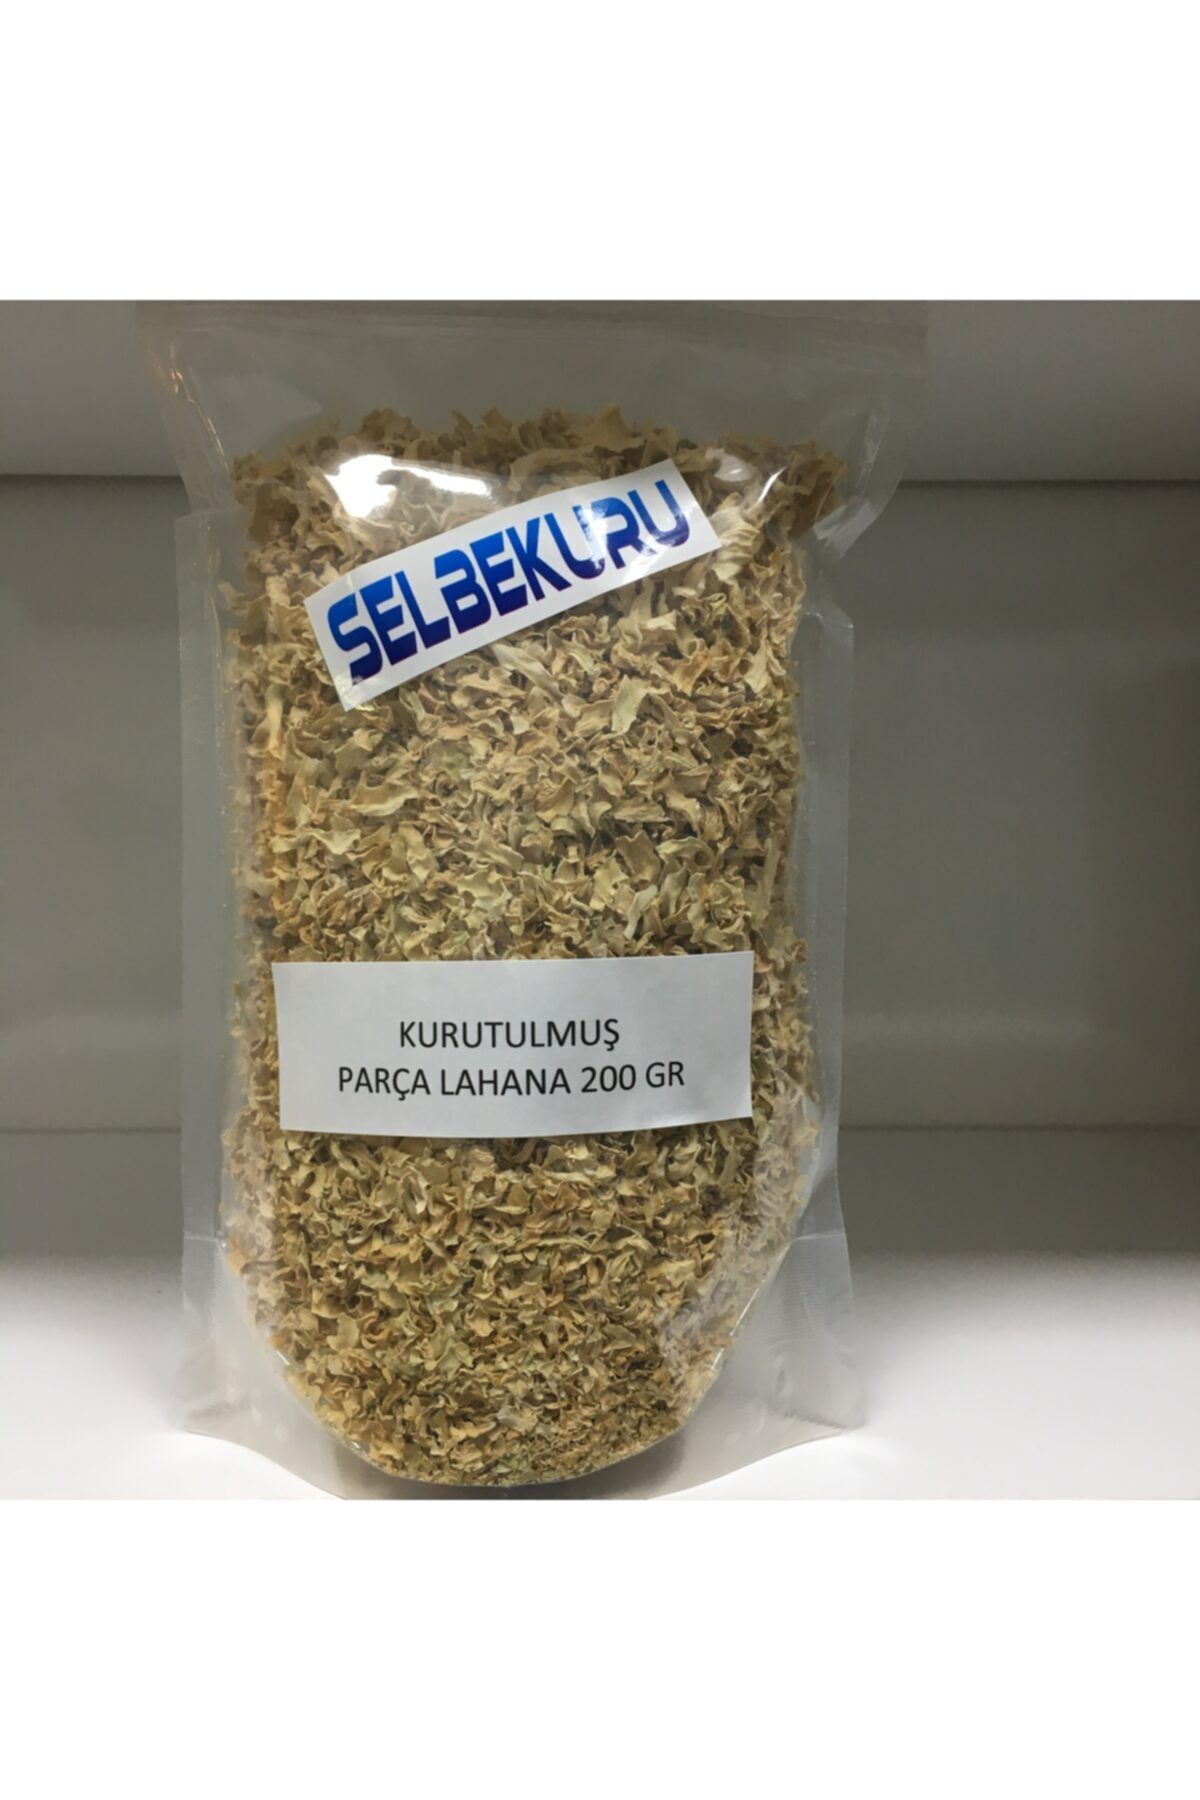 SELBEKURU
KURUTULMUŞ
PARÇA LAHANA 200 GR